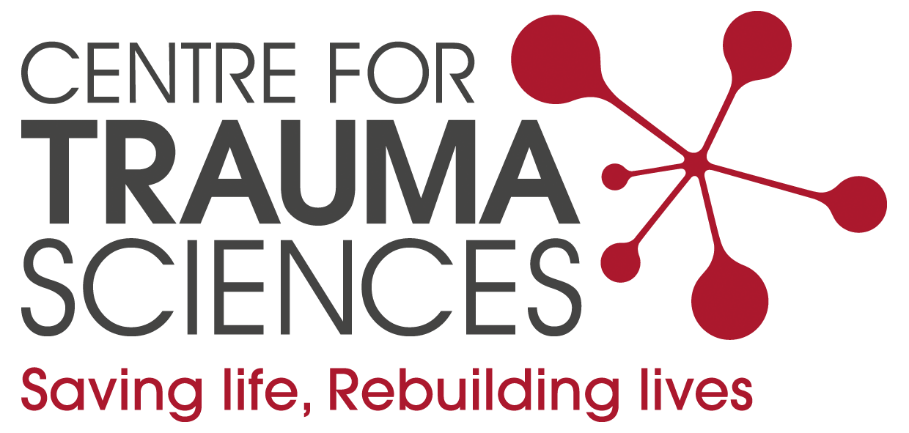 CENTRE FOR
TRAUMA
SCIENCES
Saving life, Rebuilding lives